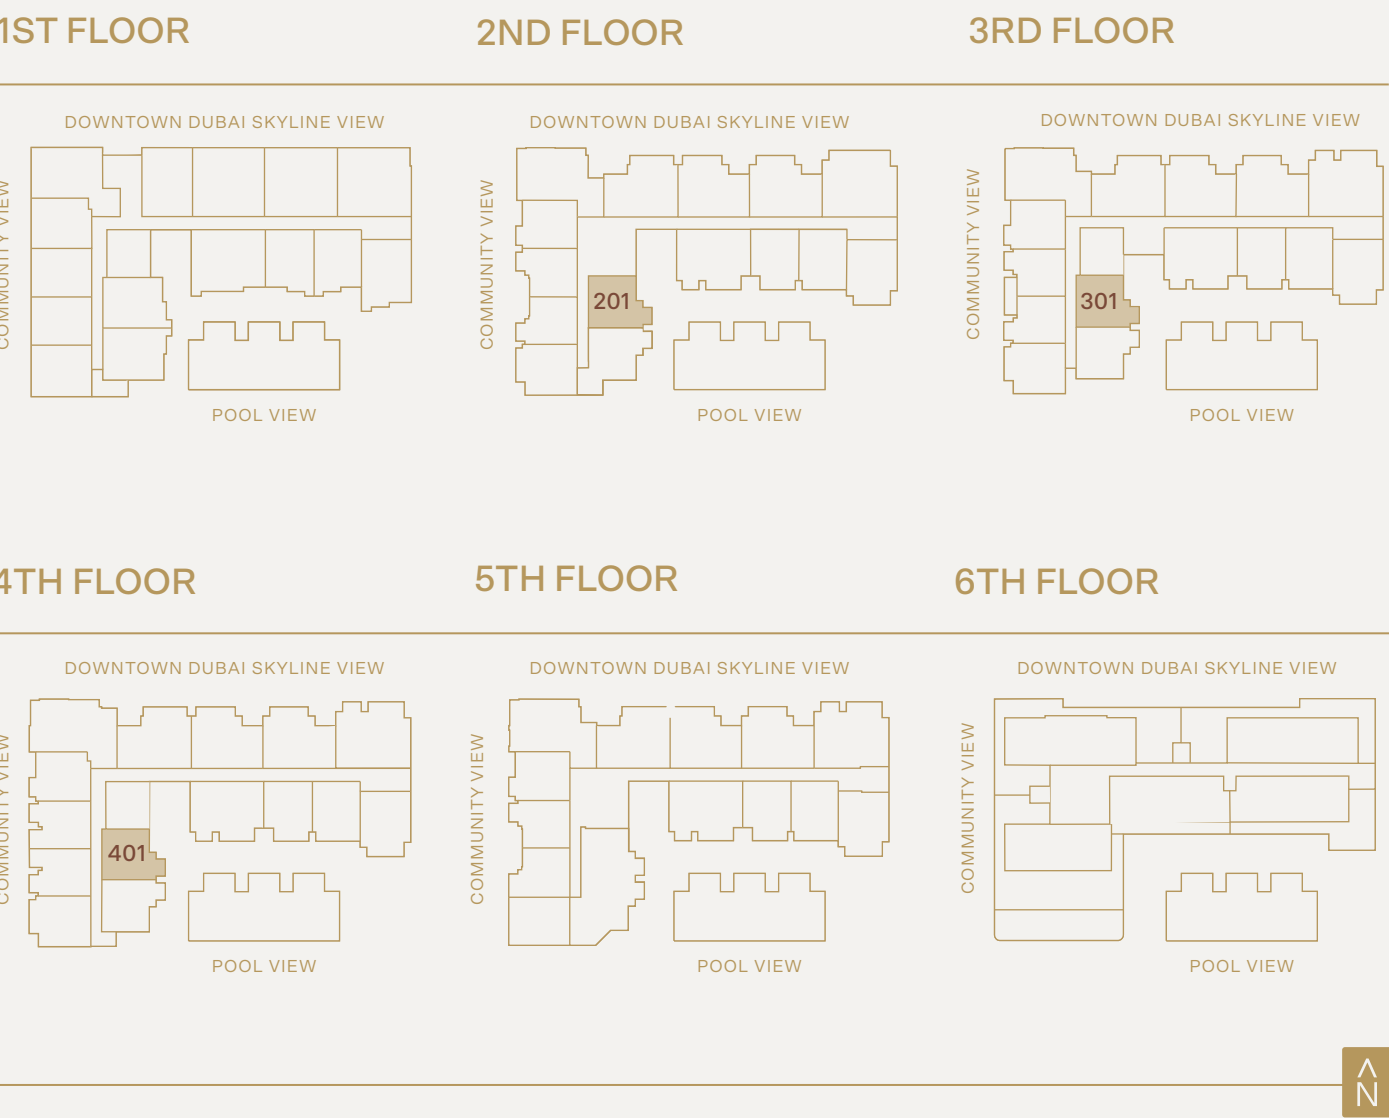 1ST FLOOR
2ND FLOOR
3RD FLOOR
DOWNTOWN DUBAI SKYLINE VIEW
DOWNTOWN DUBAI SKYLINE VIEW
DOWNTOWN DUBAI SKYLINE VIEW
COMMUNITY VIEW
COMMUNITY VIEW
COMMUNITY VIEW
201
301
POOL VIEW
POOL VIEW
POOL VIEW
4TH FLOOR
5TH FLOOR
6TH FLOOR
DOWNTOWN DUBAI SKYLINE VIEW
DOWNTOWN DUBAI SKYLINE VIEW
DOWNTOWN DUBAI SKYLINE VIEW
COMMUNITY VIEW
COMMUNITY VIEW
COMMUNITY VIEW
401
POOL VIEW
POOL VIEW
POOL VIEW
N